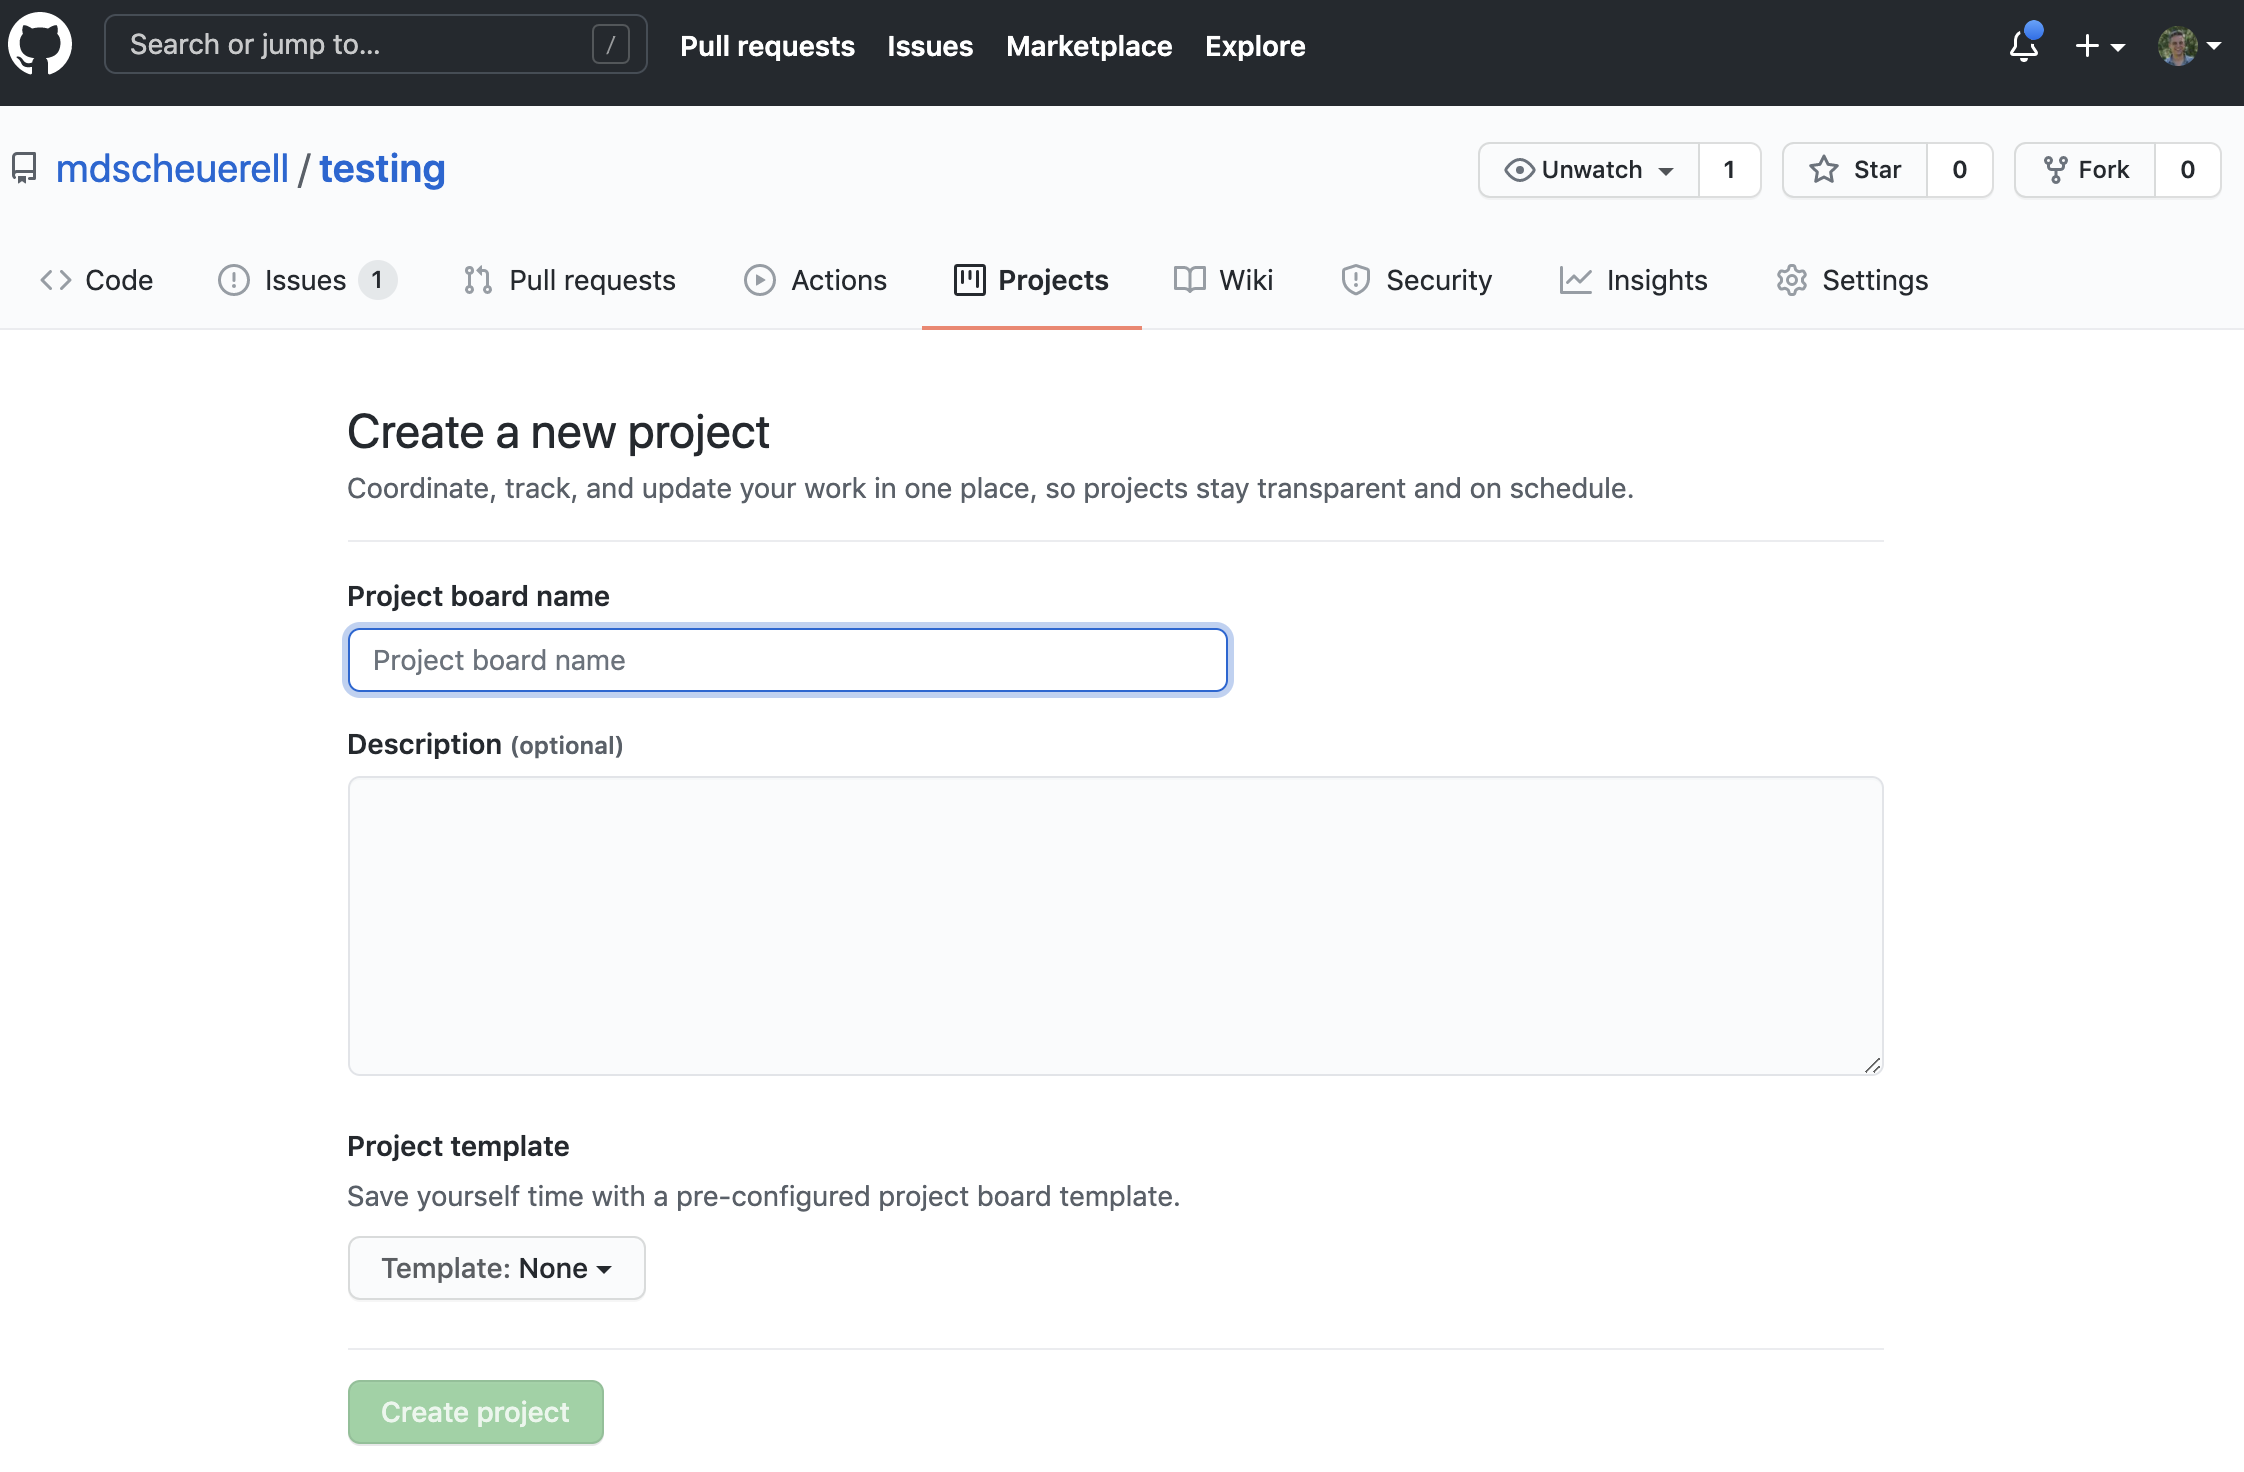 Search or jump to... / Pull requests Issues Marketplace Explore
mdscheuerell / testing Unwatch 1 Star 0 Fork 0
Code Issues 1 Pull requests Actions Projects Wiki Security Insights Settings
Create a new project
Coordinate, track, and update your work in one place, so projects stay transparent and on schedule.
Project board name
Project board name
Description (optional)
Project template
Save yourself time with a pre-configured project board template.
Template: None
Create project